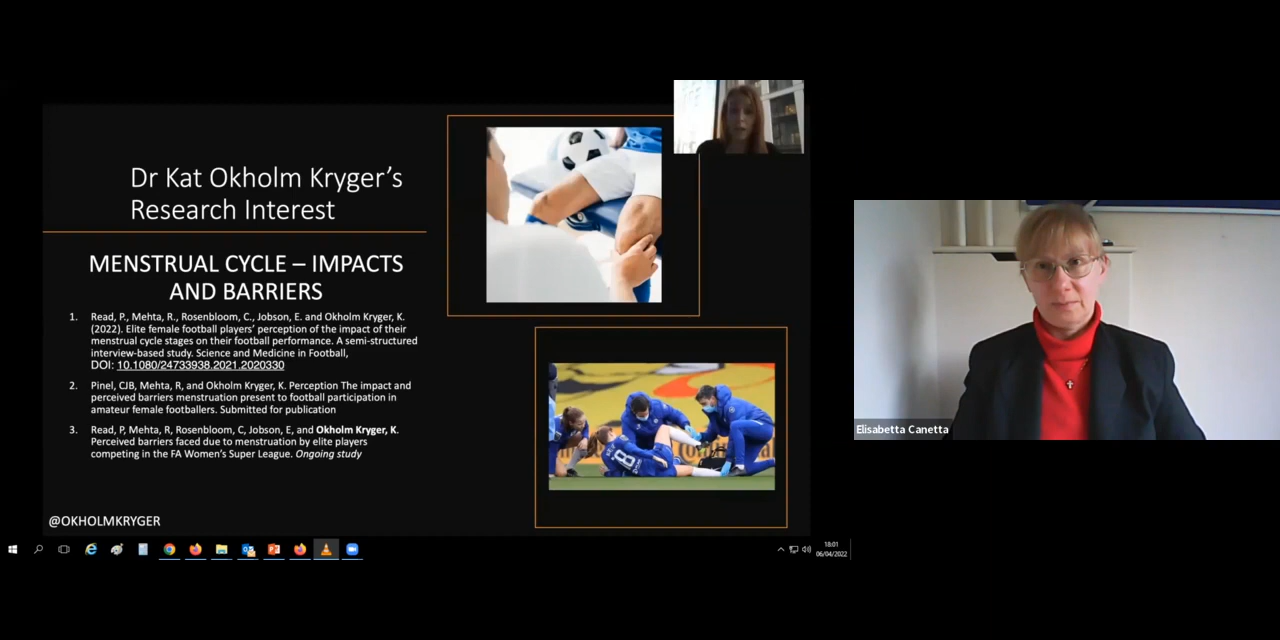 Dr Kat Okholm Kryger's
Research Interest
MENSTRUAL CYCLE – IMPACTS
AND BARRIERS
1. Read, P., Mehta, R., Rosenbloom, C., Jobson, E. and Okholm Kryger, K.
(2022). Elite female football players' perception of the impact of their
menstrual cycle stages on their football performance. A semi-structured
interview-based study. Science and Medicine in Football,
DOI: 10.1080/24733938.2021.2020330
2. Pinel, CJB, Mehta, R, and Okholm Kryger, K. Perception The impact and
perceived barriers menstruation present to football participation in
amateur female footballers. Submitted for publication
3. Read, P, Mehta, R, Rosenbloom, C, Jobson, E, and Okholm Kryger, K.
Perceived barriers faced due to menstruation by elite players
competing in the FA Women's Super League. Ongoing study
@OKHOLMKRYGER
8
Elisabetta Canetta
18:01
06/04/2022